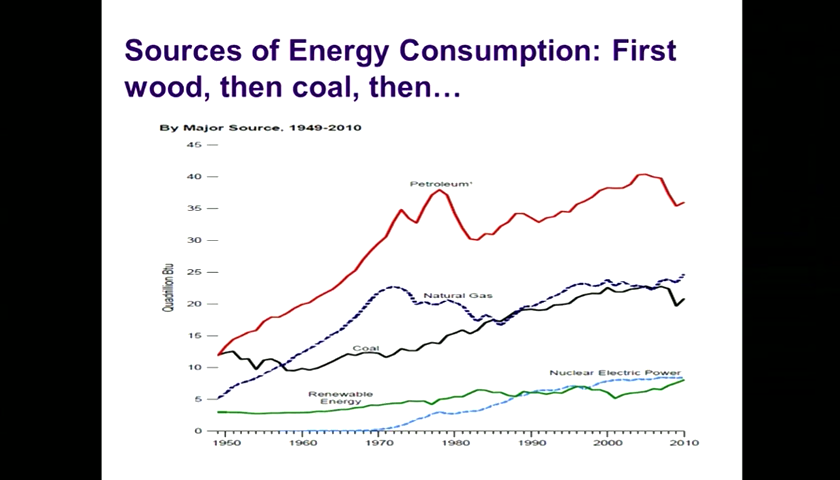 Sources of Energy Consumption: First
wood, then coal, then…
By Major Source, 1949-2010
45
40
35
30
25
20
15
10
5
0
Quadrillion Btu
Petroleum¹
Natural Gas
Coal
Nuclear Electric Power
Renewable
Energy
1950
1960
1970
1980
1990
2000
2010